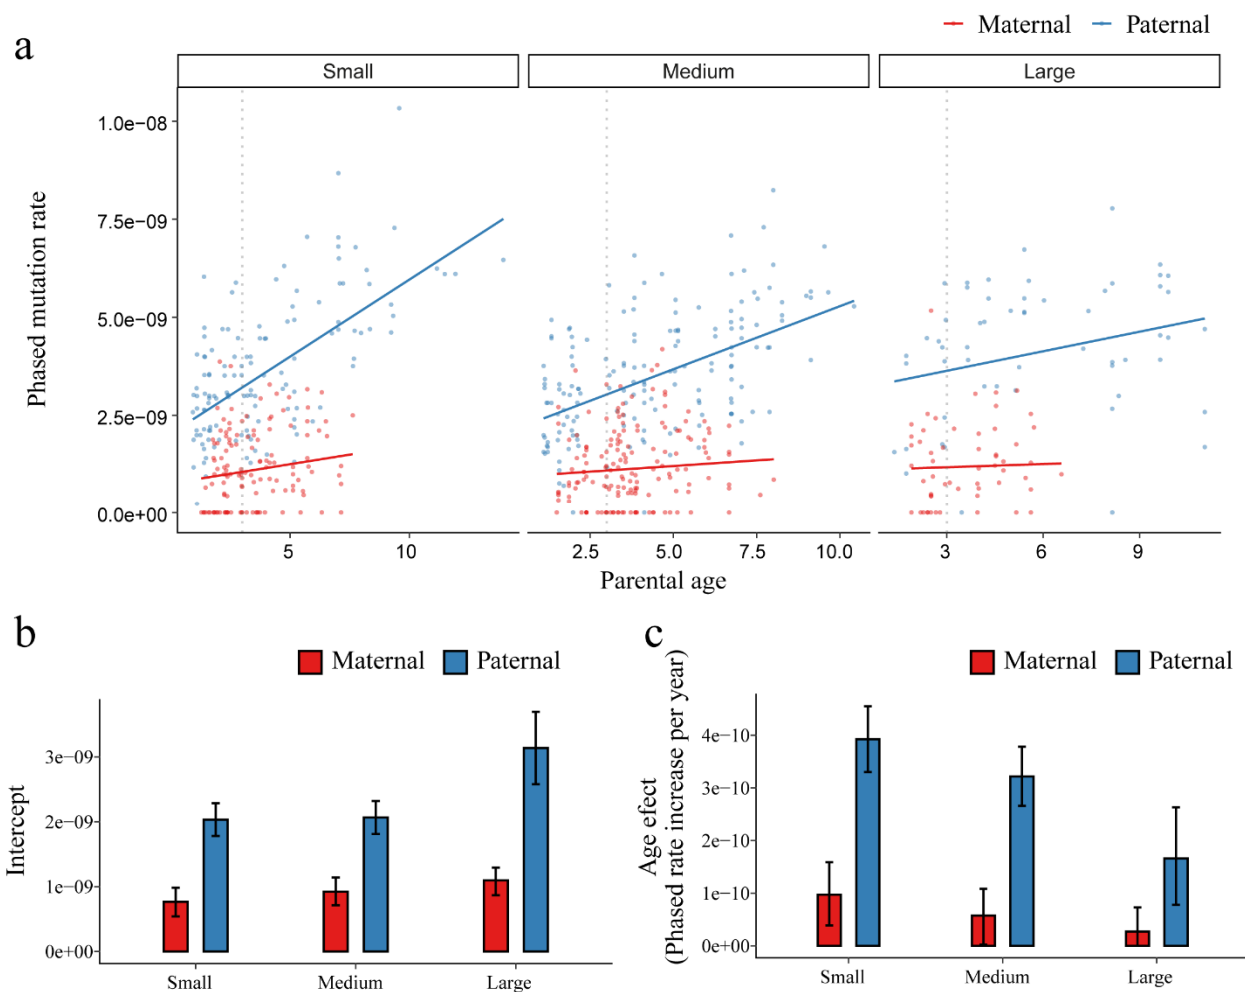 a
Maternal Paternal
Small Medium Large
1.0e−08
7.5e−09
5.0e−09
2.5e−09
0.0e+00
Phased mutation rate
5 10 2.5 5.0 7.5 10.0 3 6 9
Parental age
b
Maternal Paternal
Intercept
3e−09
2e−09
1e−09
0e+00
Small Medium Large
c
Maternal Paternal
Age efect
(Phased rate increase per year)
4e−10
3e−10
2e−10
1e−10
0e+00
Small Medium Large